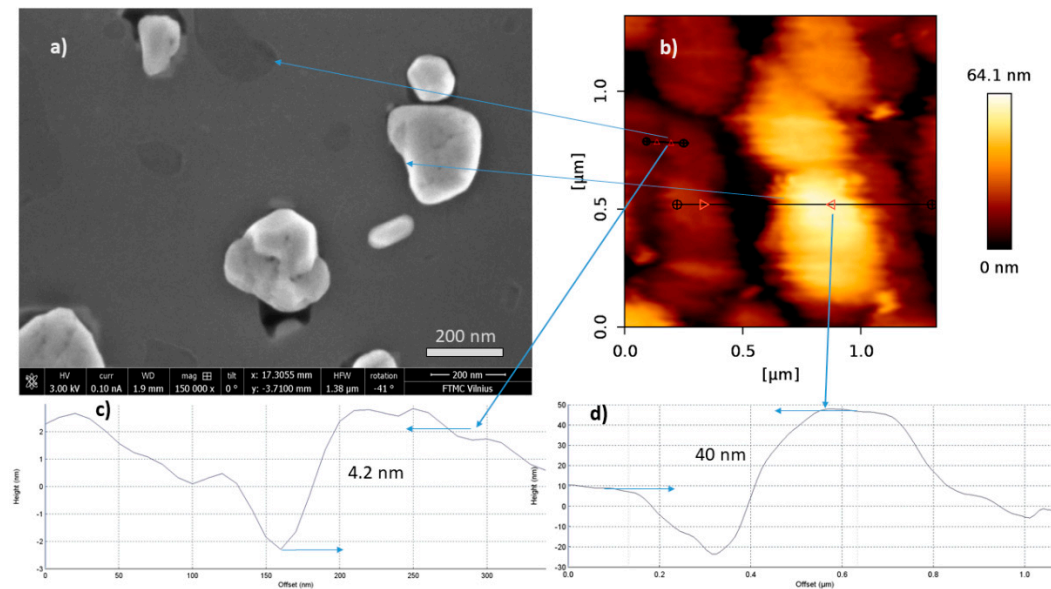 a)
200 nm
HV
curr
WD
mag
tilt
x: 17.3055 mm
HFW
rotation
200 nm
3.00 kV
0.10 nA
1.9 mm
150 000 x
0°
y: -3.7100 mm
1.38 µm
-41°
FTMC Vilnius
b)
64.1 nm
0 nm
[µm]
1.0
0.5
0.0
0.0
0.5
1.0
[µm]
c)
Height (nm)
2
1
0
-1
-2
-3
4.2 nm
0
50
100
150
200
250
300
Offset (nm)
d)
Height(nm)
50
40
30
20
10
0
-10
-20
-30
40 nm
0.0
0.2
0.4
0.6
0.8
1.0
Offset (µm)